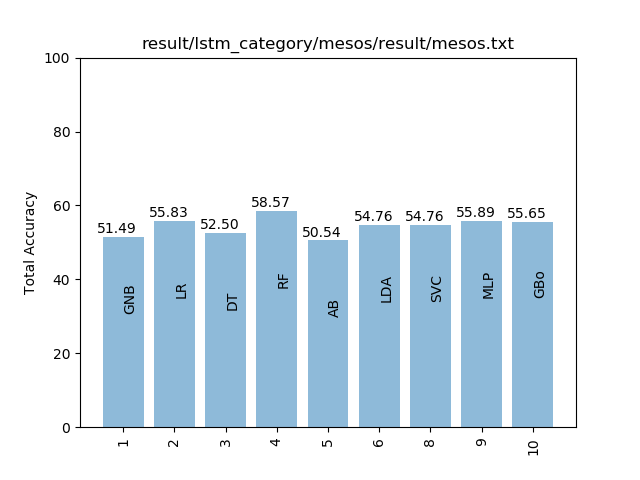 result/lstm_category/mesos/result/mesos.txt
Total Accuracy
100
80
60
40
20
0
51.49
55.83
52.50
58.57
50.54
54.76
54.76
55.89
55.65
GNB
LR
DT
RF
AB
LDA
SVC
MLP
GBo
1
2
3
4
5
6
8
9
10